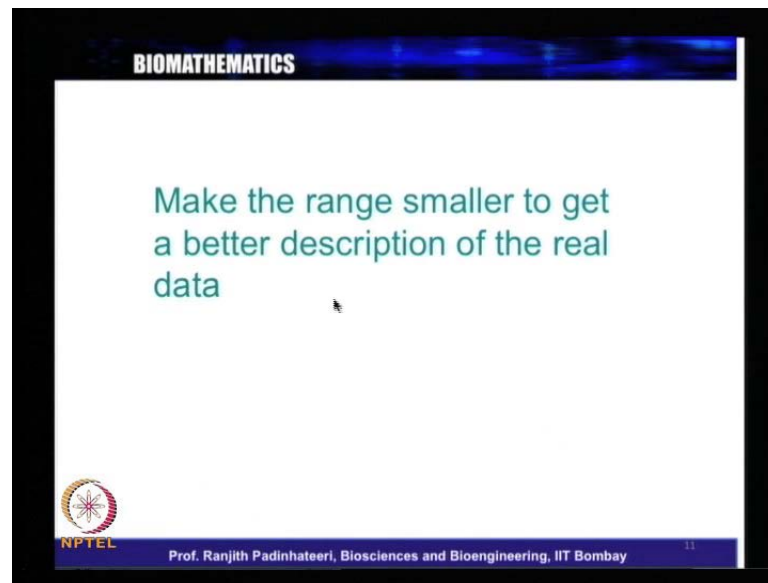 BIOMATHEMATICS
Make the range smaller to get
a better description of the real
data
NPTEL
Prof. Ranjith Padinhateeri, Biosciences and Bioengineering, IIT Bombay
11